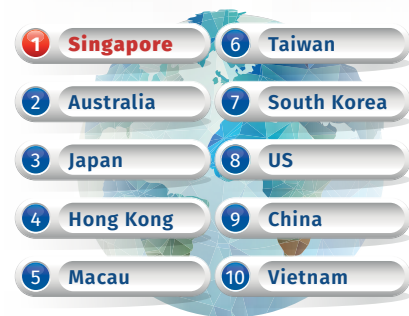 1 Singapore
2 Australia
3 Japan
4 Hong Kong
5 Macau
6 Taiwan
7 South Korea
8 US
9 China
10 Vietnam